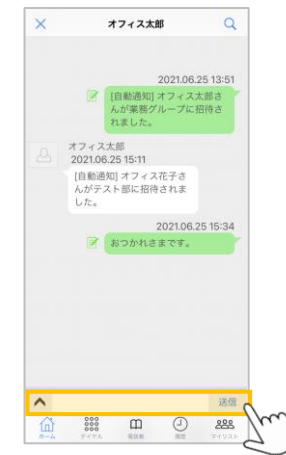 オフィス太郎
2021.06.25 13:51
[自動通知] オフィス太郎さ
んが業務グループに招待さ
れました。
オフィス太郎
2021.06.25 15:11
[自動通知] オフィス花子さ
んがテスト部に招待されま
した。
2021.06.25 15:34
おつかれさまです。
送信
ホーム
ダイヤル
電話帳
履歴
マイリスト